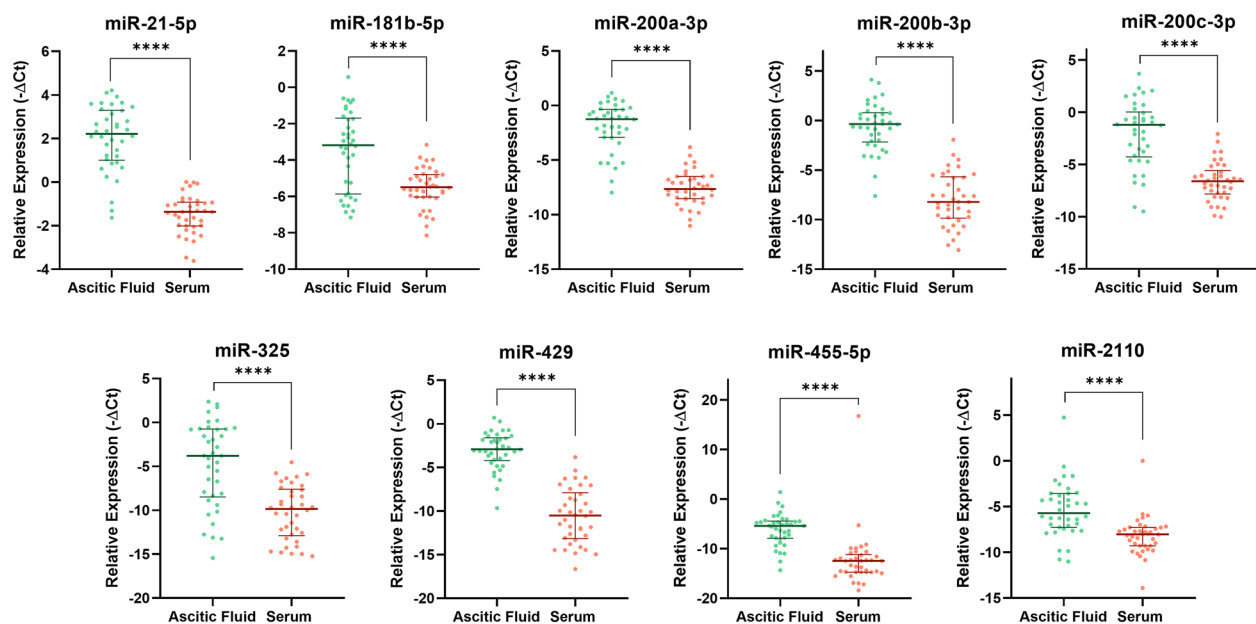 miR-21-5p
****
Relative Expression (-ΔCt)
6
4
2
0
-2
-4
Ascitic Fluid Serum
miR-181b-5p
****
Relative Expression (-ΔCt)
2
0
-2
-4
-6
-8
-10
Ascitic Fluid Serum
miR-200a-3p
****
Relative Expression (-ΔCt)
5
0
-5
-10
-15
Ascitic Fluid Serum
miR-200b-3p
****
Relative Expression (-ΔCt)
5
0
-5
-10
-15
Ascitic Fluid Serum
miR-200c-3p
****
Relative Expression (-ΔCt)
5
0
-5
-10
-15
Ascitic Fluid Serum
miR-325
****
Relative Expression (-ΔCt)
5
0
-5
-10
-15
-20
Ascitic Fluid Serum
miR-429
****
Relative Expression (-ΔCt)
5
0
-5
-10
-15
-20
Ascitic Fluid Serum
miR-455-5p
****
Relative Expression (-ΔCt)
20
10
0
-10
-20
Ascitic Fluid Serum
miR-2110
****
Relative Expression (-ΔCt)
10
5
0
-5
-10
-15
Ascitic Fluid Serum